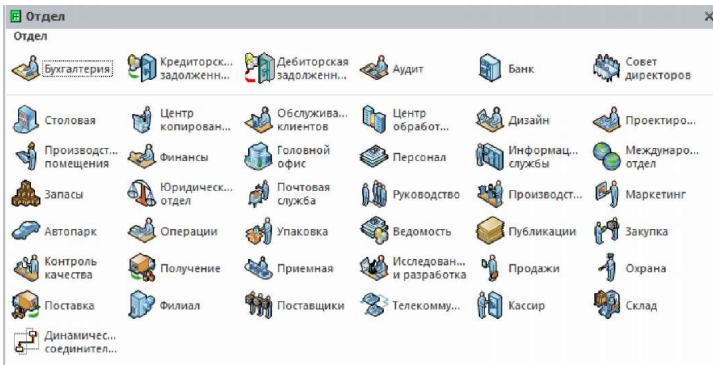 Отдел
Отдел
Бухгалтерия Кредиторск... задолженн... Дебиторская задолженн... Аудит Банк Совет директоров
Столовая Центр копирован... Обслужива... клиентов Центр обработ... Дизайн Проектиро...
Производст... помещения Финансы Головной офис Персонал Информац... службы Междунаро... отдел
Запасы Юридическ... отдел Почтовая служба Руководство Производст... Маркетинг
Автопарк Операции Упаковка Ведомость Публикации Закупка
Контроль качества Получение Приемная Исследован... и разработка Продажи Охрана
Поставка Филиал Поставщики Телекомму... Кассир Склад
Динамичес... соединител...